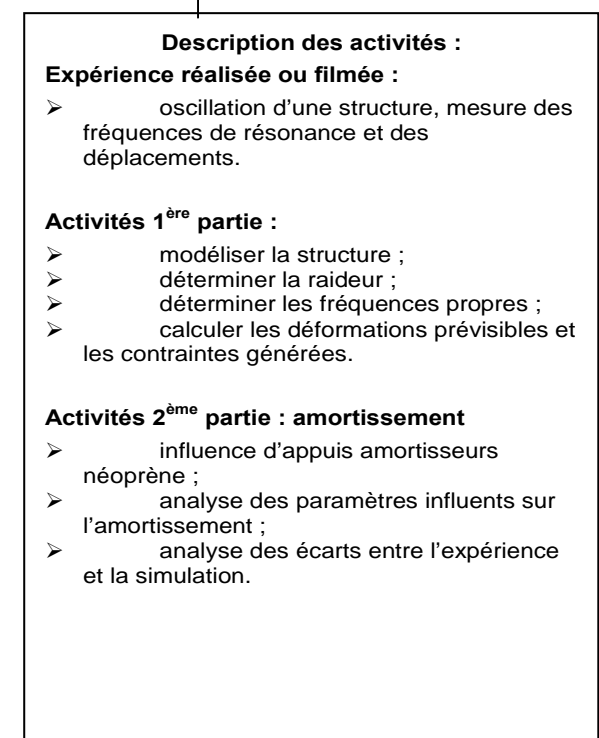 Description des activités :
Expérience réalisée ou filmée :
➢ oscillation d'une structure, mesure des
fréquences de résonance et des
déplacements.
Activités 1ère partie :
➢ modéliser la structure ;
➢ déterminer la raideur ;
➢ déterminer les fréquences propres ;
➢ calculer les déformations prévisibles et
les contraintes générées.
Activités 2ème partie : amortissement
➢ influence d'appuis amortisseurs
néoprène ;
➢ analyse des paramètres influents sur
l'amortissement ;
➢ analyse des écarts entre l'expérience
et la simulation.